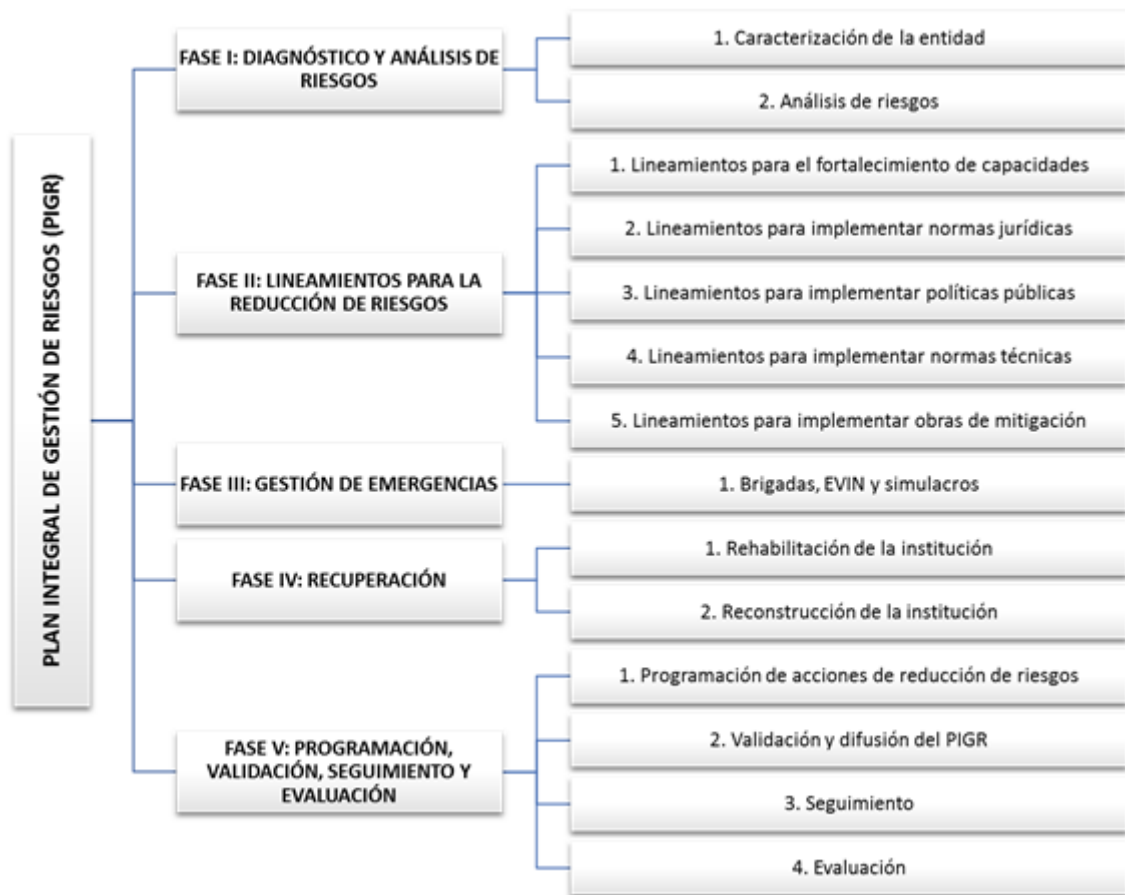 PLAN INTEGRAL DE GESTIÓN DE RIESGOS (PIGR)
FASE I: DIAGNÓSTICO Y ANÁLISIS DE
RIESGOS
1. Caracterización de la entidad
2. Análisis de riesgos
FASE II: LINEAMIENTOS PARA LA
REDUCCIÓN DE RIESGOS
1. Lineamientos para el fortalecimiento de capacidades
2. Lineamientos para implementar normas jurídicas
3. Lineamientos para implementar políticas públicas
4. Lineamientos para implementar normas técnicas
5. Lineamientos para implementar obras de mitigación
FASE III: GESTIÓN DE EMERGENCIAS
1. Brigadas, EVIN y simulacros
FASE IV: RECUPERACIÓN
1. Rehabilitación de la institución
2. Reconstrucción de la institución
FASE V: PROGRAMACIÓN,
VALIDACIÓN, SEGUIMIENTO Y
EVALUACIÓN
1. Programación de acciones de reducción de riesgos
2. Validación y difusión del PIGR
3. Seguimiento
4. Evaluación